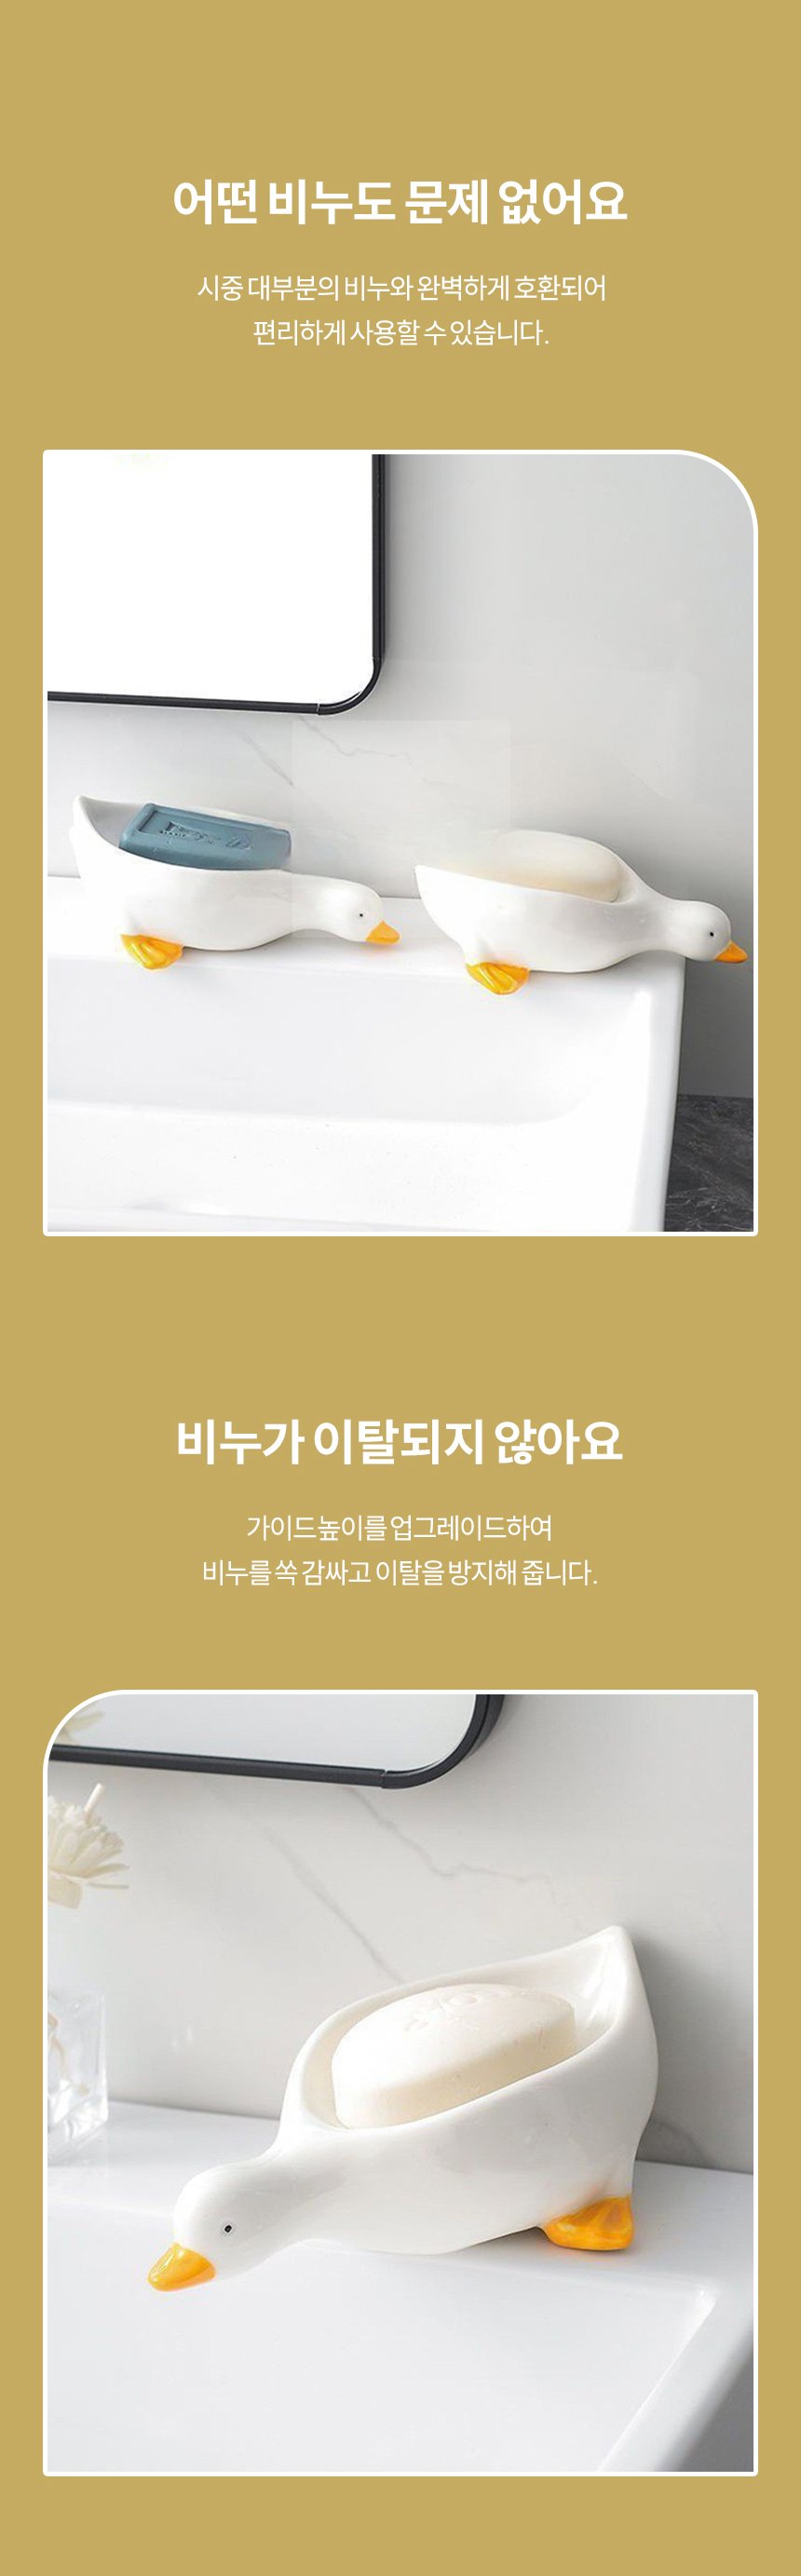 어떤 비누도 문제 없어요
시중 대부분의 비누와 완벽하게 호환되어
편리하게 사용할 수 있습니다.
비누가 이탈되지 않아요
가이드 높이를 업그레이드하여
비누를 쏙 감싸고 이탈을 방지해 줍니다.